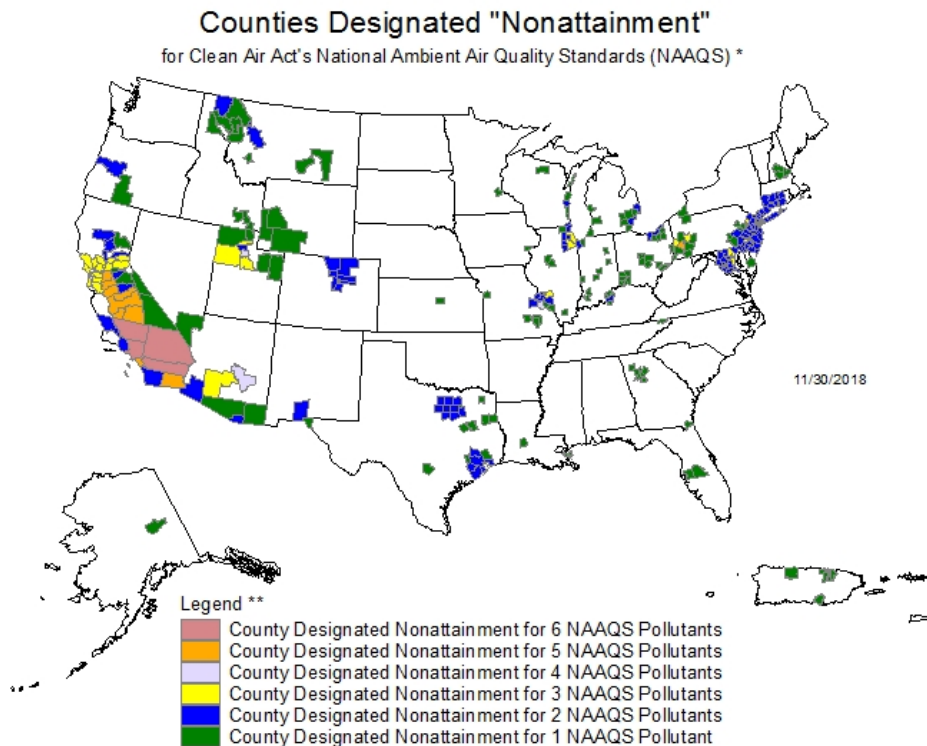 Counties Designated "Nonattainment"
for Clean Air Act's National Ambient Air Quality Standards (NAAQS) *
11/30/2018
Legend **
County Designated Nonattainment for 6 NAAQS Pollutants
County Designated Nonattainment for 5 NAAQS Pollutants
County Designated Nonattainment for 4 NAAQS Pollutants
County Designated Nonattainment for 3 NAAQS Pollutants
County Designated Nonattainment for 2 NAAQS Pollutants
County Designated Nonattainment for 1 NAAQS Pollutant